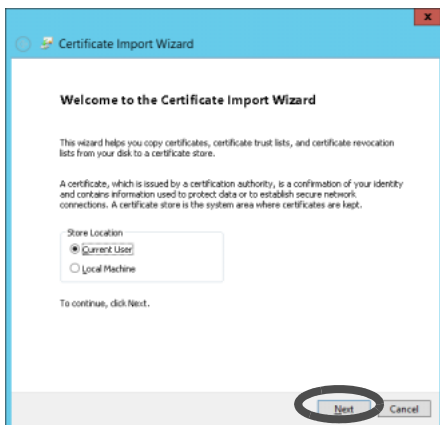 x
Certificate Import Wizard
Welcome to the Certificate Import Wizard
This wizard helps you copy certificates, certificate trust lists, and certificate revocation
lists from your disk to a certificate store.
A certificate, which is issued by a certification authority, is a confirmation of your identity
and contains information used to protect data or to establish secure network
connections. A certificate store is the system area where certificates are kept.
Store Location
Current User
Local Machine
To continue, click Next.
Next Cancel